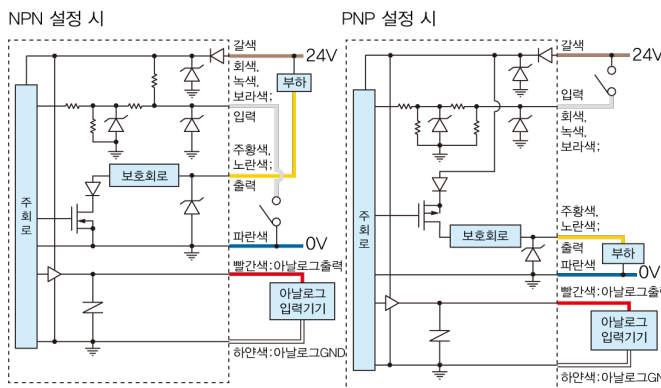 NPN 설정 시
갈색
24V
회색,
녹색,
보라색;
입력
부하
주황색,
노란색;
출력
보호회로
주회로
파란색
0V
빨간색:아날로그출력
아날로그
입력기기
하얀색:아날로그GND
PNP 설정 시
갈색
24V
입력
회색,
녹색,
보라색;
주황색,
노란색;
출력
보호회로
부하
주회로
파란색
0V
빨간색:아날로그출력
아날로그
입력기기
하얀색:아날로그GN